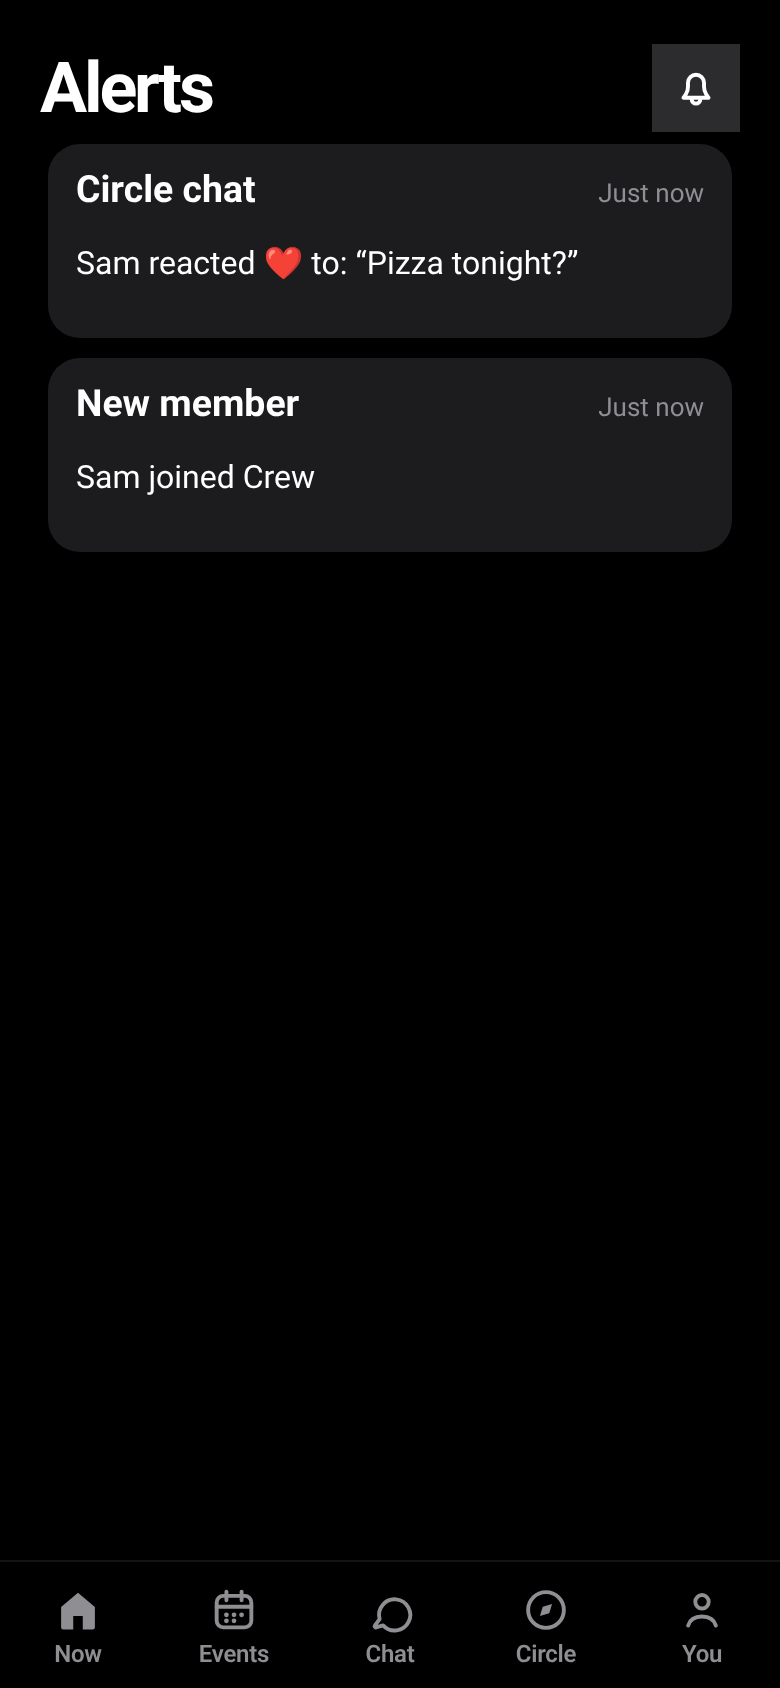 Alerts
Circle chat
Just now
Sam reacted ❤️ to: “Pizza tonight?”
New member
Just now
Sam joined Crew
Now
Events
Chat
Circle
You